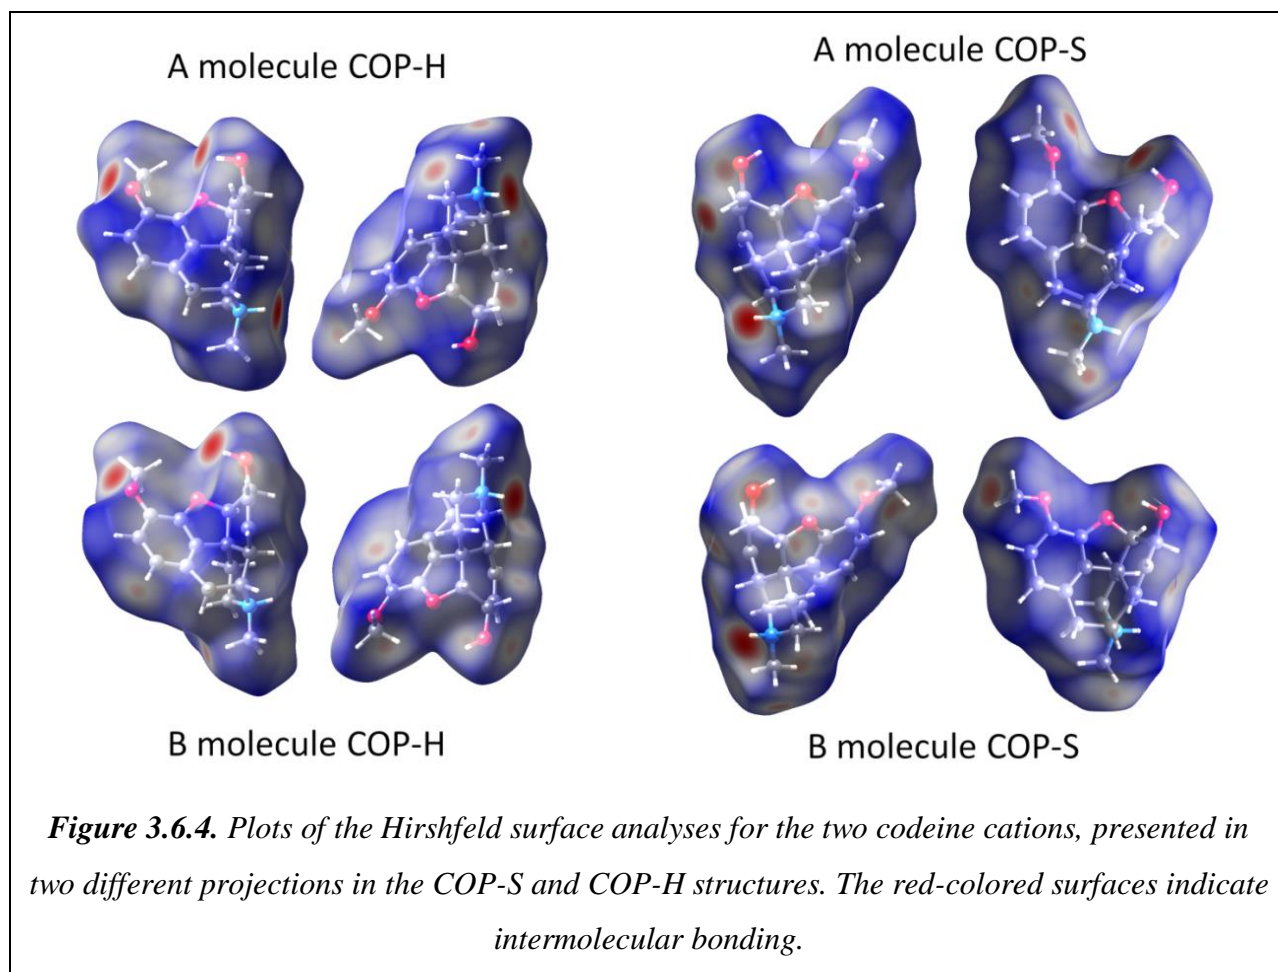 A molecule COP-H
A molecule COP-S
B molecule COP-H
B molecule COP-S
Figure 3.6.4. Plots of the Hirshfeld surface analyses for the two codeine cations, presented in
two different projections in the COP-S and COP-H structures. The red-colored surfaces indicate
intermolecular bonding.